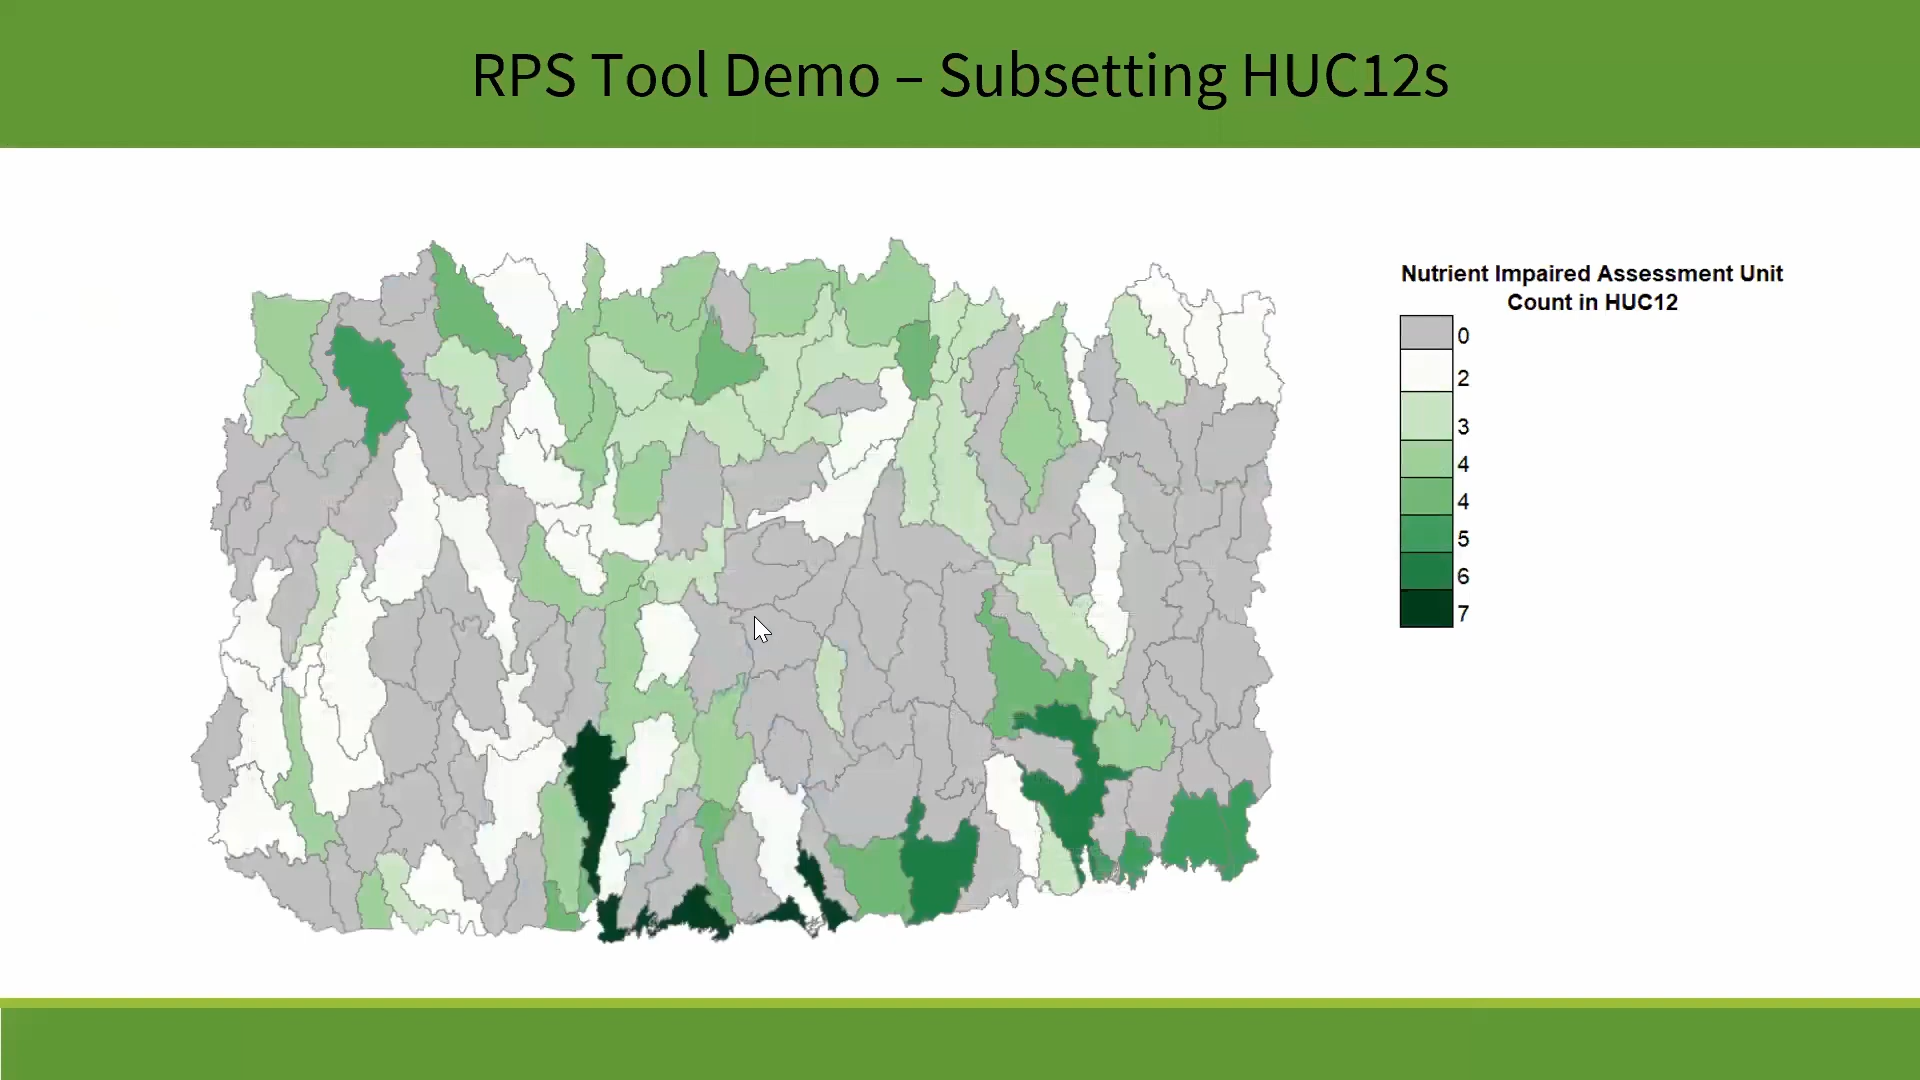 RPS Tool Demo – Subsetting HUC12s
Nutrient Impaired Assessment Unit
Count in HUC12
0
2
3
4
4
5
6
7